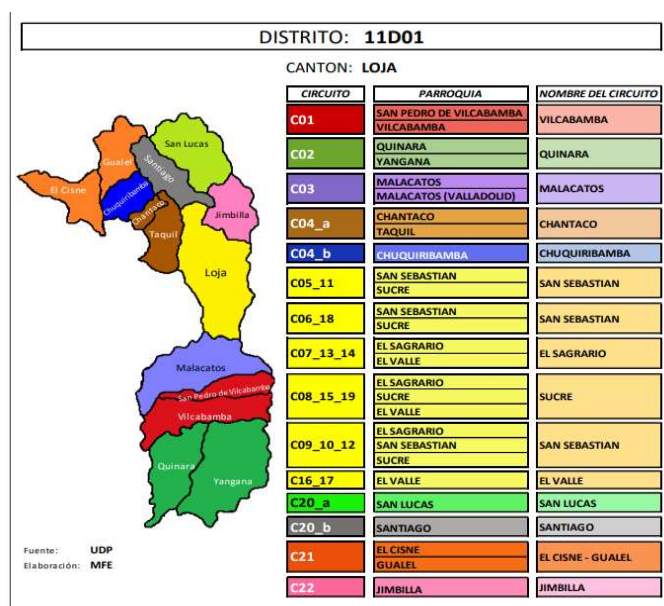 DISTRITO: 11D01
CANTON: LOJA
CIRCUITO PARROQUIA NOMBRE DEL CIRCUITO
C01 SAN PEDRO DE VILCABAMBA VILCABAMBA
VILCABAMBA
C02 QUINARA QUINARA
YANGANA
C03 MALACATOS MALACATOS
MALACATOS (VALLADOLID)
C04_a CHANTACO CHANTACO
TAQUIL
C04_b CHUQUIRIBAMBA CHUQUIRIBAMBA
C05_11 SAN SEBASTIAN SAN SEBASTIAN
SUCRE
C06_18 SAN SEBASTIAN SAN SEBASTIAN
SUCRE
C07_13_14 EL SAGRARIO EL SAGRARIO
EL VALLE
C08_15_19 EL SAGRARIO SUCRE
SUCRE
EL VALLE
C09_10_12 EL SAGRARIO SAN SEBASTIAN
SAN SEBASTIAN
SUCRE
C16_17 EL VALLE EL VALLE
C20_a SAN LUCAS SAN LUCAS
C20_b SANTIAGO SANTIAGO
C21 EL CISNE EL CISNE - GUALEL
GUALEL
C22 JIMBILLA JIMBILLA
San Lucas
Gualel
Santiago
El Cisne
Chuquiribamba
Chantaco
Jimbilla
Taquil
Loja
Malacatos
San Pedro de Vilcabamba
Vilcabamba
Quinara
Yangana
Fuente: UDP
Elaboración: MFE